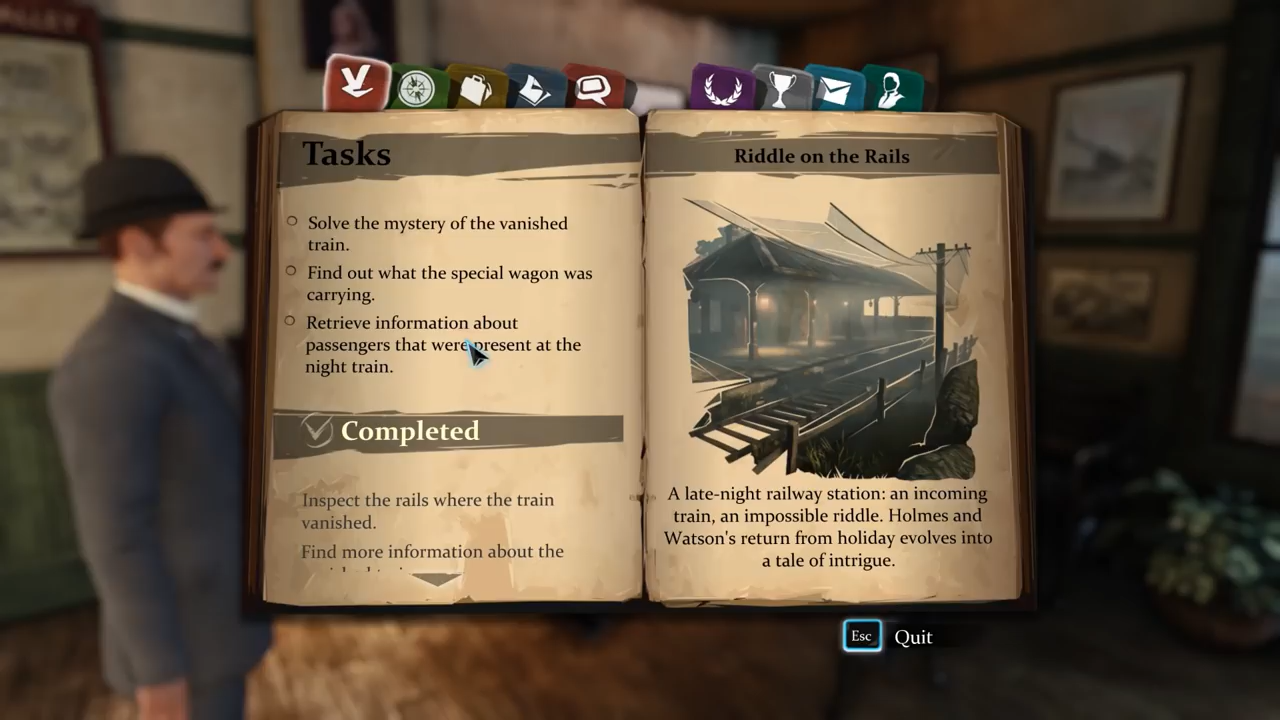 Tasks
Solve the mystery of the vanished
train.
Find out what the special wagon was
carrying.
Retrieve information about
passengers that were present at the
night train.
Completed
Inspect the rails where the train
vanished.
Find more information about the
Riddle on the Rails
A late-night railway station: an incoming
train, an impossible riddle. Holmes and
Watson's return from holiday evolves into
a tale of intrigue.
Esc Quit